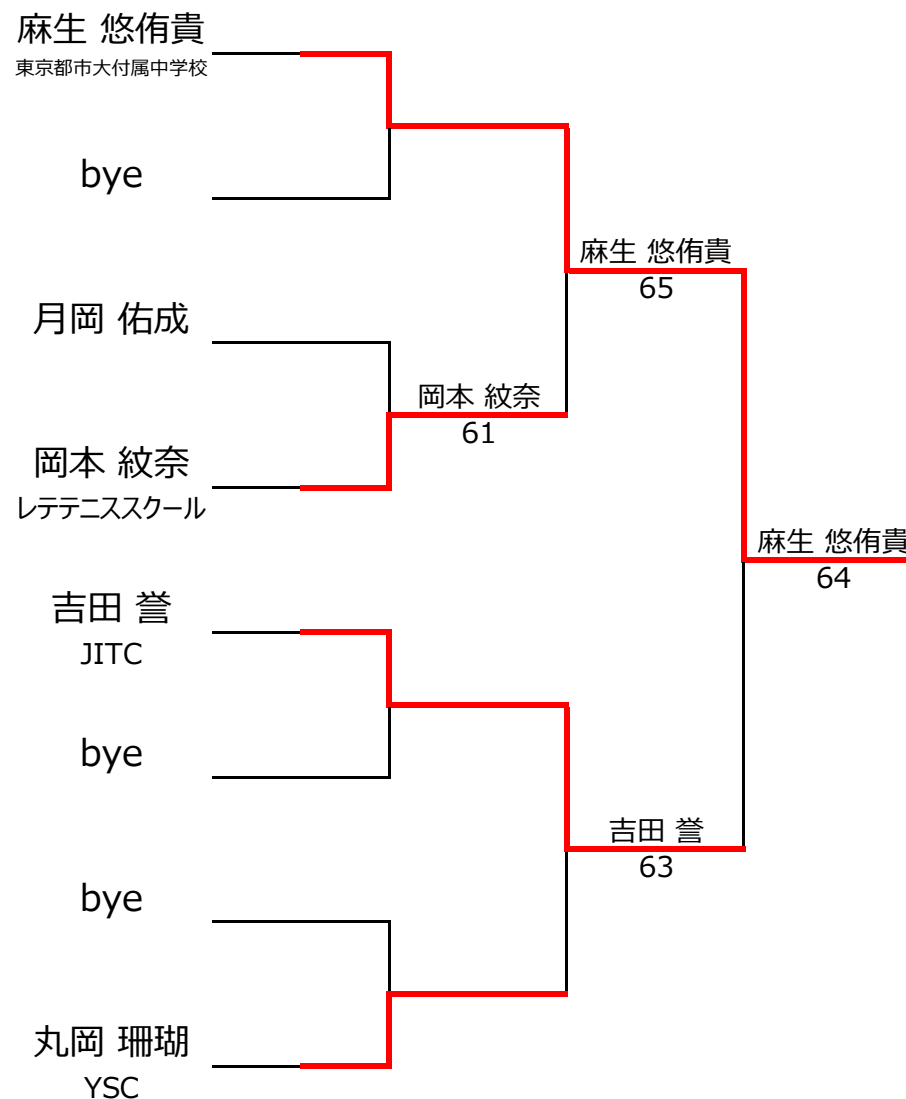 麻生 悠侑貴
東京都市大付属中学校
bye
月岡 佑成
岡本 紋奈
レテテニススクール
吉田 誉
JITC
bye
bye
丸岡 珊瑚
YSC
岡本 紋奈
61
麻生 悠侑貴
65
吉田 誉
63
麻生 悠侑貴
64